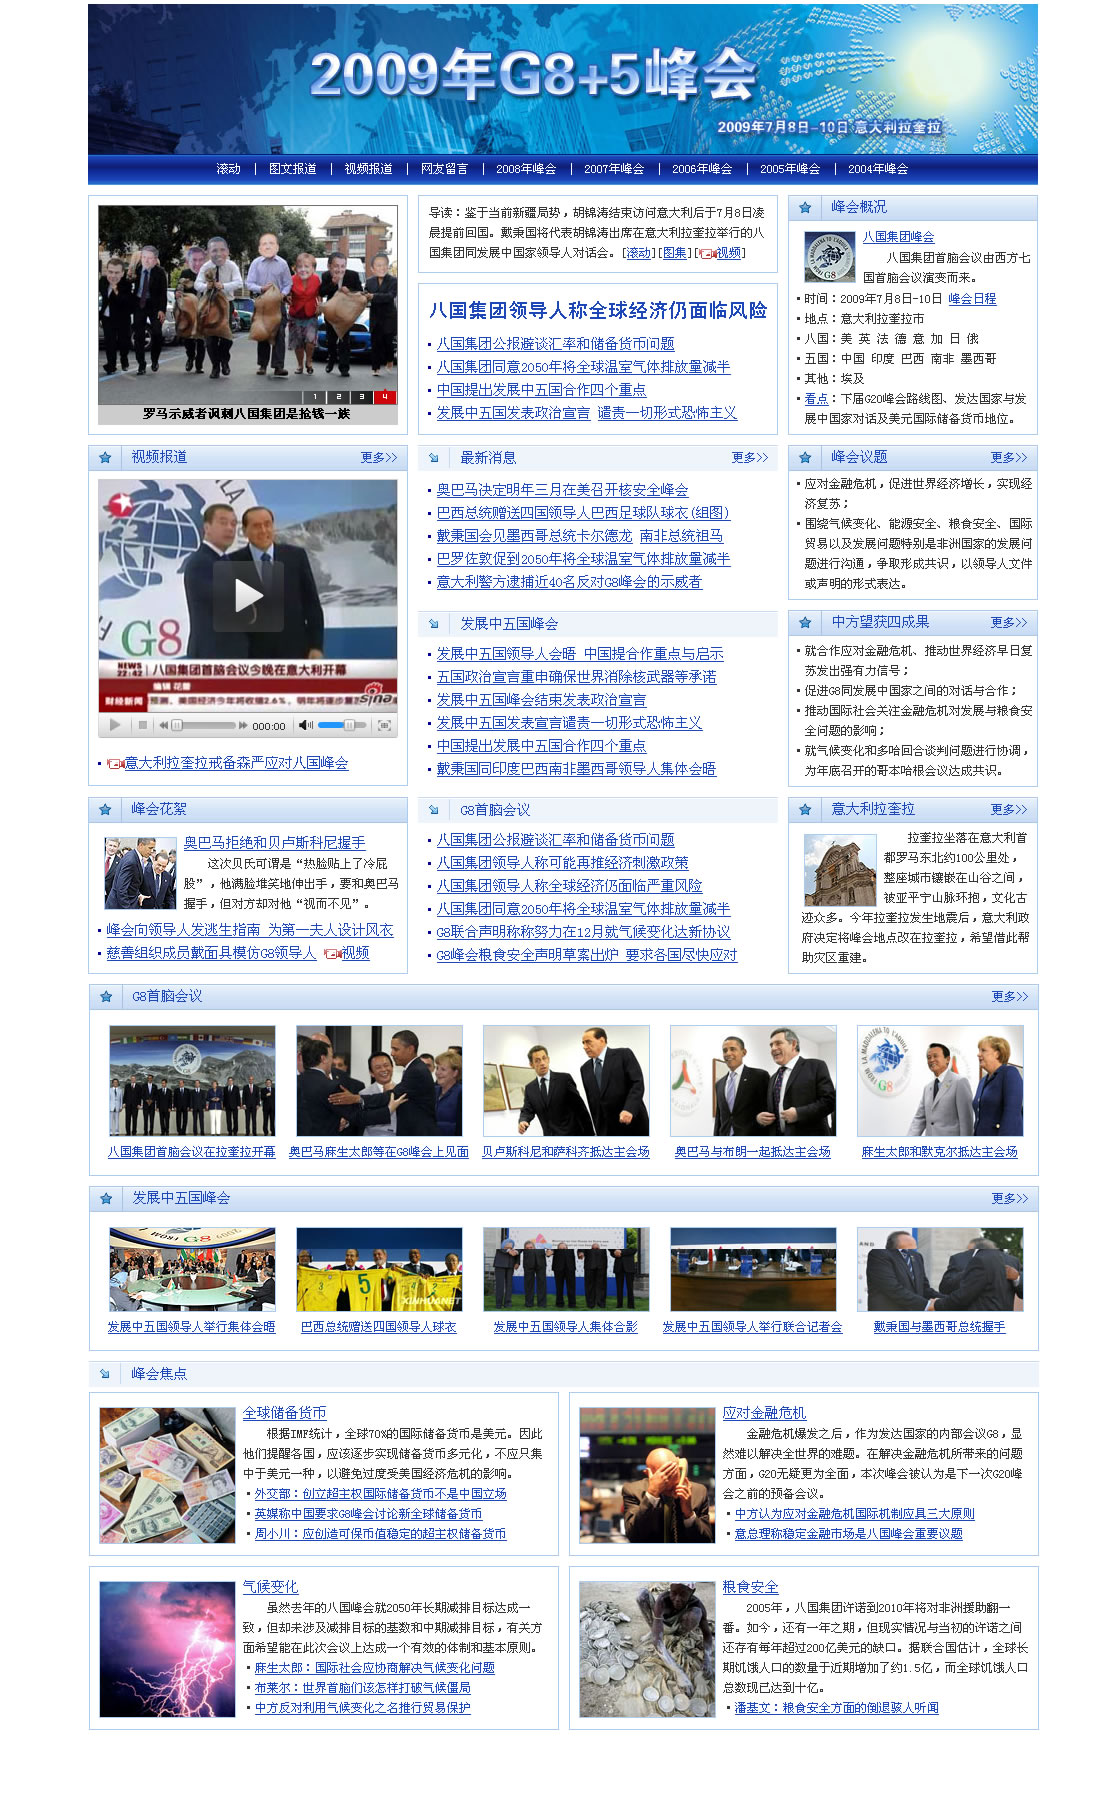 2009年G8+5峰会
2009年7月8日-10日 意大利拉奎拉
滚动 | 图文报道 | 视频报道 | 网友留言 | 2008年峰会 | 2007年峰会 | 2006年峰会 | 2005年峰会 | 2004年峰会
1 2 3 4
罗马示威者讽刺八国集团是抢钱一族
导读：鉴于当前新疆局势，胡锦涛结束访问意大利后于7月8日凌
晨提前回国。戴秉国将代表胡锦涛出席在意大利拉奎拉举行的八
国集团同发展中国家领导人对话会。[滚动][图集][视频]
八国集团领导人称全球经济仍面临风险
八国集团公报避谈汇率和储备货币问题
八国集团同意2050年将全球温室气体排放量减半
中国提出发展中五国合作四个重点
发展中五国发表政治宣言 谴责一切形式恐怖主义
峰会概况
八国集团峰会
八国集团首脑会议由西方七
国首脑会议演变而来。
时间：2009年7月8日-10日 峰会日程
地点：意大利拉奎拉市
八国：美 英 法 德 意 加 日 俄
五国：中国 印度 巴西 南非 墨西哥
其他：埃及
看点：下届G20峰会路线图、发达国家与发
展中国家对话及美元国际储备货币地位。
视频报道 更多>>
G8
NEWS 22:42 八国集团首脑会议今晚在意大利开幕
编辑 花蕾
财经新闻
sina
000:00
意大利拉奎拉戒备森严应对八国峰会
最新消息 更多>>
奥巴马决定明年三月在美召开核安全峰会
巴西总统赠送四国领导人巴西足球队球衣(组图)
戴秉国会见墨西哥总统卡尔德龙 南非总统祖马
巴罗佐敦促到2050年将全球温室气体排放量减半
意大利警方逮捕近40名反对G8峰会的示威者
发展中五国峰会
发展中五国领导人会晤 中国提合作重点与启示
五国政治宣言重申确保世界消除核武器等承诺
发展中五国峰会结束发表政治宣言
发展中五国发表宣言谴责一切形式恐怖主义
中国提出发展中五国合作四个重点
戴秉国同印度巴西南非墨西哥领导人集体会晤
峰会议题 更多>>
应对金融危机，促进世界经济增长，实现经
济复苏；
围绕气候变化、能源安全、粮食安全、国际
贸易以及发展问题特别是非洲国家的发展问
题进行沟通，争取形成共识，以领导人文件
或声明的形式表达。
中方望获四成果 更多>>
就合作应对金融危机、推动世界经济早日复
苏发出强有力信号；
促进G8同发展中国家之间的对话与合作；
推动国际社会关注金融危机对发展与粮食安
全问题的影响；
就气候变化和多哈回合谈判问题进行协调，
为年底召开的哥本哈根会议达成共识。
峰会花絮
奥巴马拒绝和贝卢斯科尼握手
这次贝氏可谓是“热脸贴上了冷屁
股”，他满脸堆笑地伸出手，要和奥巴马
握手，但对方却对他“视而不见”。
峰会向领导人发逃生指南 为第一夫人设计风衣
慈善组织成员戴面具模仿G8领导人 视频
G8首脑会议
八国集团公报避谈汇率和储备货币问题
八国集团领导人称可能再推经济刺激政策
八国集团领导人称全球经济仍面临严重风险
八国集团同意2050年将全球温室气体排放量减半
G8联合声明称称努力在12月就气候变化达新协议
G8峰会粮食安全声明草案出炉 要求各国尽快应对
意大利拉奎拉 更多>>
拉奎拉坐落在意大利首
都罗马东北约100公里处，
整座城市镶嵌在山谷之间，
被亚平宁山脉环抱，文化古
迹众多。今年拉奎拉发生地震后，意大利政
府决定将峰会地点改在拉奎拉，希望借此帮
助灾区重建。
G8首脑会议 更多>>
八国集团首脑会议在拉奎拉开幕
奥巴马麻生太郎等在G8峰会上见面
贝卢斯科尼和萨科齐抵达主会场
奥巴马与布朗一起抵达主会场
麻生太郎和默克尔抵达主会场
发展中五国峰会 更多>>
XINHUANET
发展中五国领导人举行集体会晤
巴西总统赠送四国领导人球衣
发展中五国领导人集体合影
发展中五国领导人举行联合记者会
戴秉国与墨西哥总统握手
峰会焦点
全球储备货币
根据IMF统计，全球70%的国际储备货币是美元。因此
他们提醒各国，应该逐步实现储备货币多元化，不应只集
中于美元一种，以避免过度受美国经济危机的影响。
外交部：创立超主权国际储备货币不是中国立场
英媒称中国要求G8峰会讨论新全球储备货币
周小川：应创造可保币值稳定的超主权储备货币
应对金融危机
金融危机爆发之后，作为发达国家的内部会议G8，显
然难以解决全世界的难题。在解决金融危机所带来的问题
方面，G20无疑更为全面，本次峰会被认为是下一次G20峰
会之前的预备会议。
中方认为应对金融危机国际机制应具三大原则
意总理称稳定金融市场是八国峰会重要议题
气候变化
虽然去年的八国峰会就2050年长期减排目标达成一
致，但却未涉及减排目标的基数和中期减排目标，有关方
面希望能在此次会议上达成一个有效的体制和基本原则。
麻生太郎：国际社会应协商解决气候变化问题
布莱尔：世界首脑们该怎样打破气候僵局
中方反对利用气候变化之名推行贸易保护
粮食安全
2005年，八国集团许诺到2010年将对非洲援助翻一
番。如今，还有一年之期，但现实情况与当初的许诺之间
还存有每年超过200亿美元的缺口。据联合国估计，全球长
期饥饿人口的数量于近期增加了约1.5亿，而全球饥饿人口
总数现已达到十亿。
潘基文：粮食安全方面的倒退骇人听闻